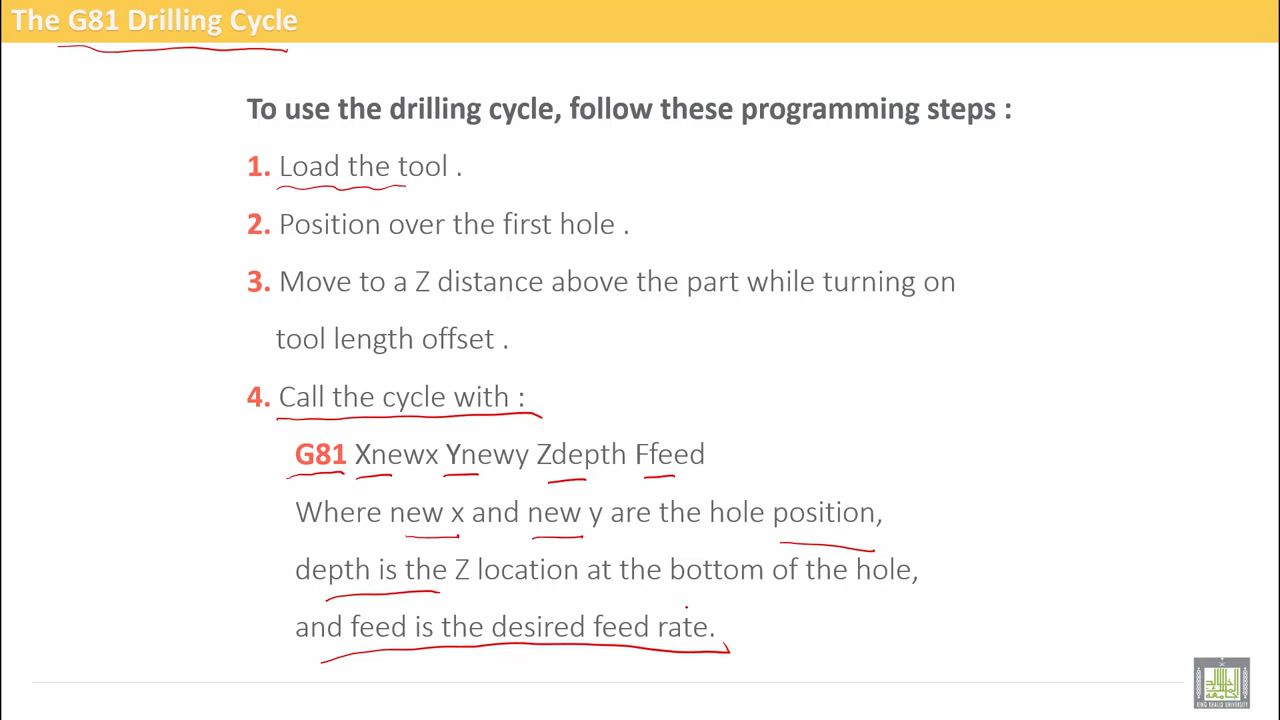 The G81 Drilling Cycle
To use the drilling cycle, follow these programming steps :
1. Load the tool .
2. Position over the first hole .
3. Move to a Z distance above the part while turning on
tool length offset .
4. Call the cycle with :
G81 Xnewx Ynewy Zdepth Ffeed
Where new x and new y are the hole position,
depth is the Z location at the bottom of the hole,
and feed is the desired feed rate.
KING KHALID UNIVERSITY